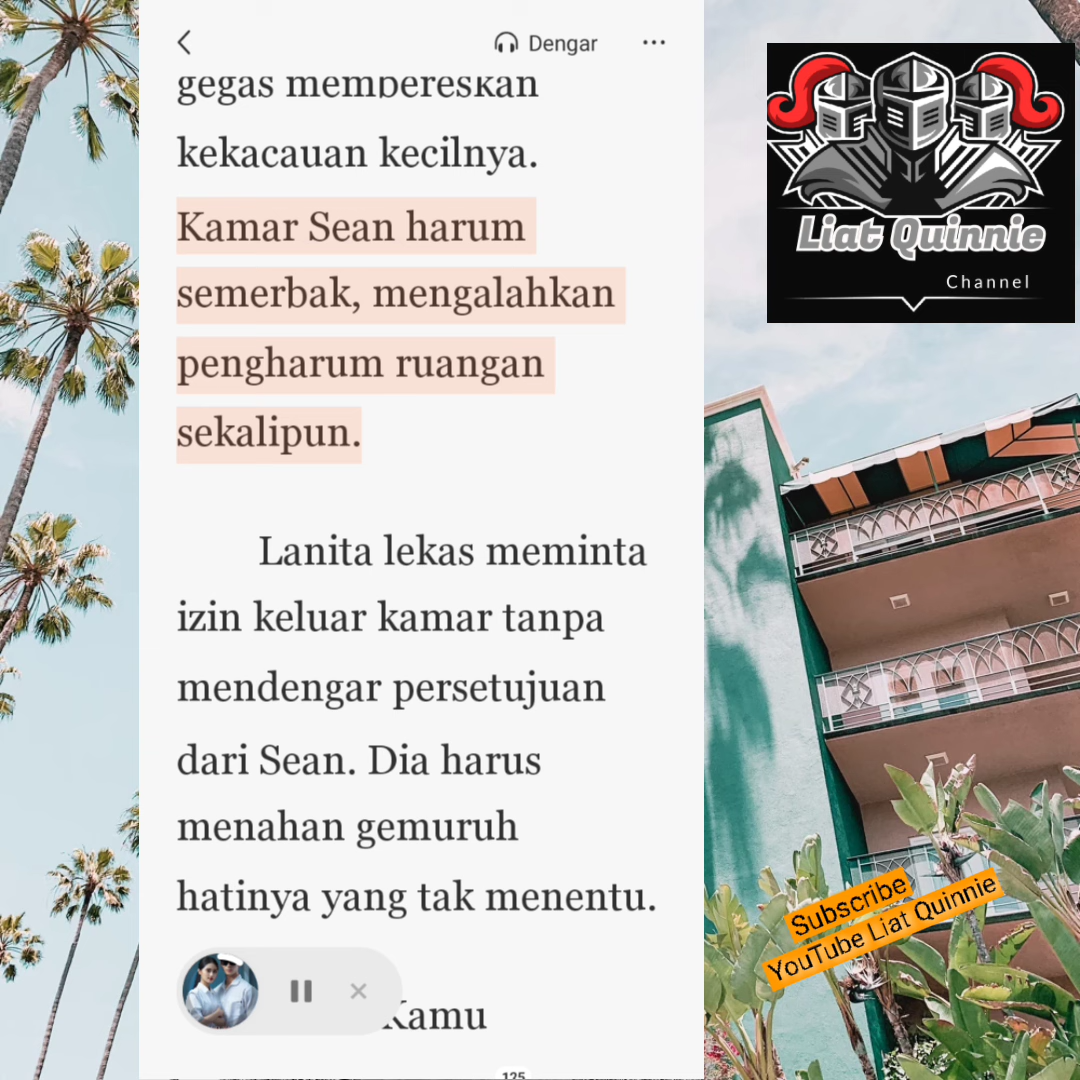 Dengar
gegas membereskan
kekacauan kecilnya.
Kamar Sean harum
semerbak, mengalahkan
pengharum ruangan
sekalipun.
Lanita lekas meminta
izin keluar kamar tanpa
mendengar persetujuan
dari Sean. Dia harus
menahan gemuruh
hatinya yang tak menentu.
Kamu
125
Liat Quinnie
Channel
Subscribe
YouTube Liat Quinnie